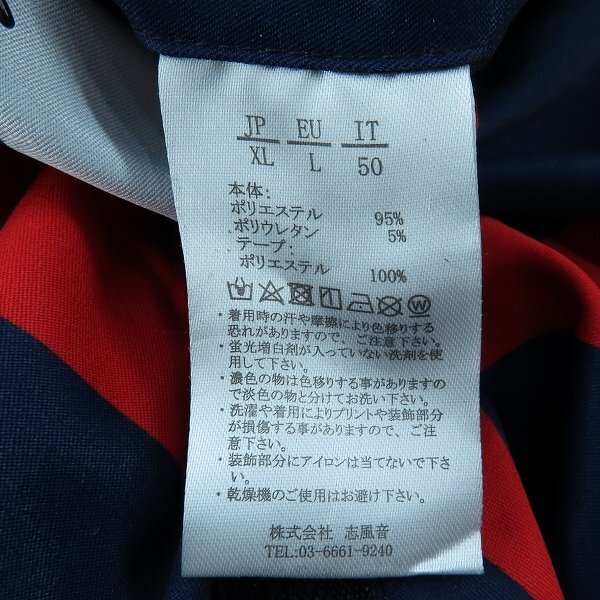 JP EU IT
XL L 50
本体:
ポリエステル 95%
ポリウレタン 5%
テープ:
ポリエステル 100%
・着用時の汗や摩擦により色移りする
恐れがありますので、ご注意下さい。
・蛍光増白剤が入っていない洗剤を使
用して下さい。
・濃色の物は色移りする事があります
ので淡色の物と分けてお洗い下さい。
・洗濯や着用によりプリントや装飾部分
が損傷する事がありますので、ご注
意下さい。
・装飾部分にアイロンは当てないで下さ
い。
・乾燥機のご使用はお避け下さい。
株式会社 志風音
TEL:03-6661-9240